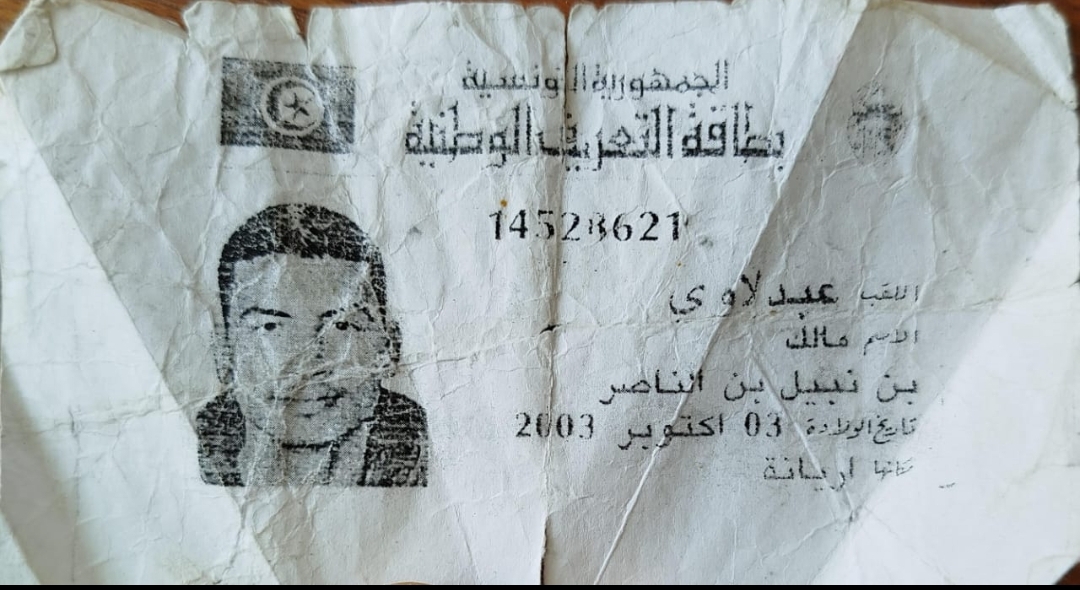 الجمهورية التونسية
بطاقة التعريف الوطنية
14528621
اللقب عبدلاوي
الاسم مالك
بن نبيل بن الناصر
تاريخ الولادة 03 اكتوبر 2003
مكانها اريانة